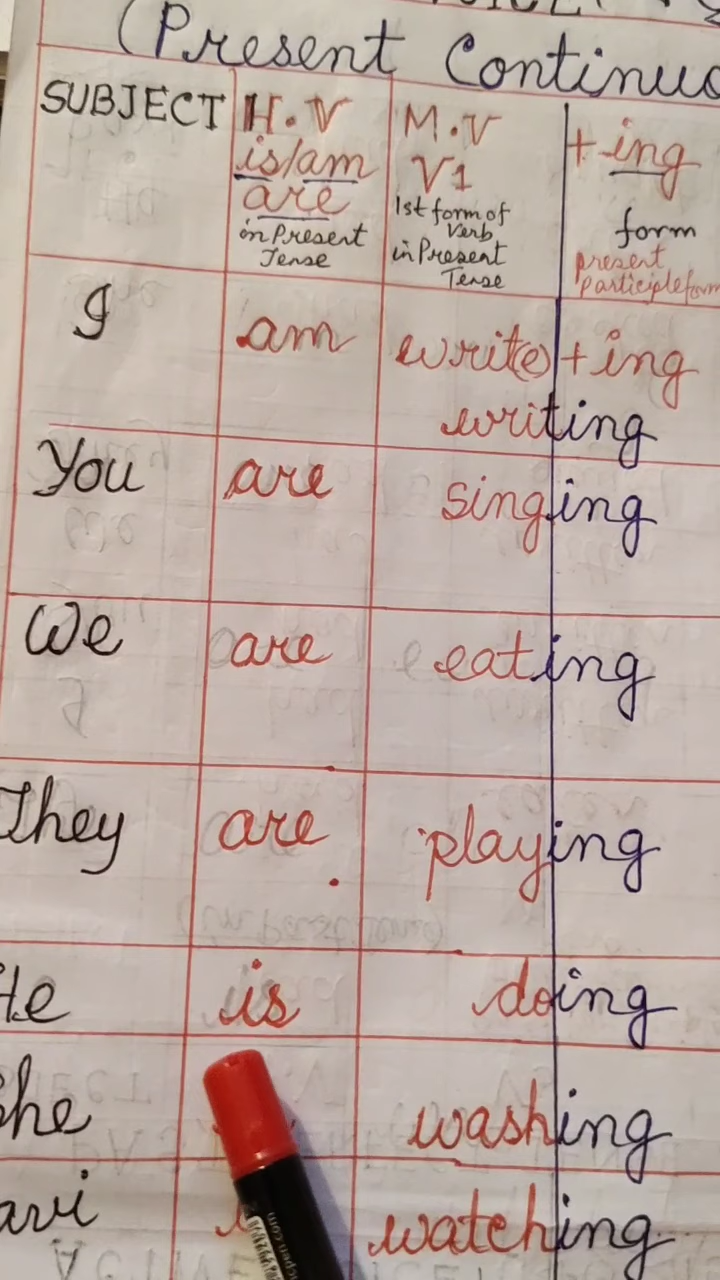 (Present Continuo
SUBJECT H.V M.V +ing
is/am V1
are 1st form of form
in Present Verb present
Tense in Present participle form
Tense
I am write +ing
writing
You are singing
We are eating
They are playing
He is doing
she washing
avi watching